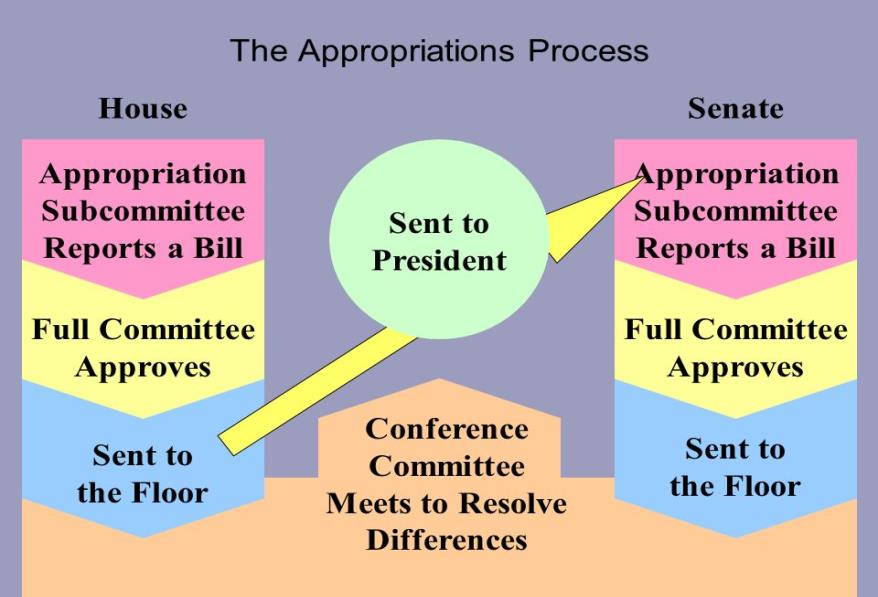 The Appropriations Process
House
Appropriation
Subcommittee
Reports a Bill
Full Committee
Approves
Sent to
the Floor
Sent to
President
Conference
Committee
Meets to Resolve
Differences
Senate
Appropriation
Subcommittee
Reports a Bill
Full Committee
Approves
Sent to
the Floor